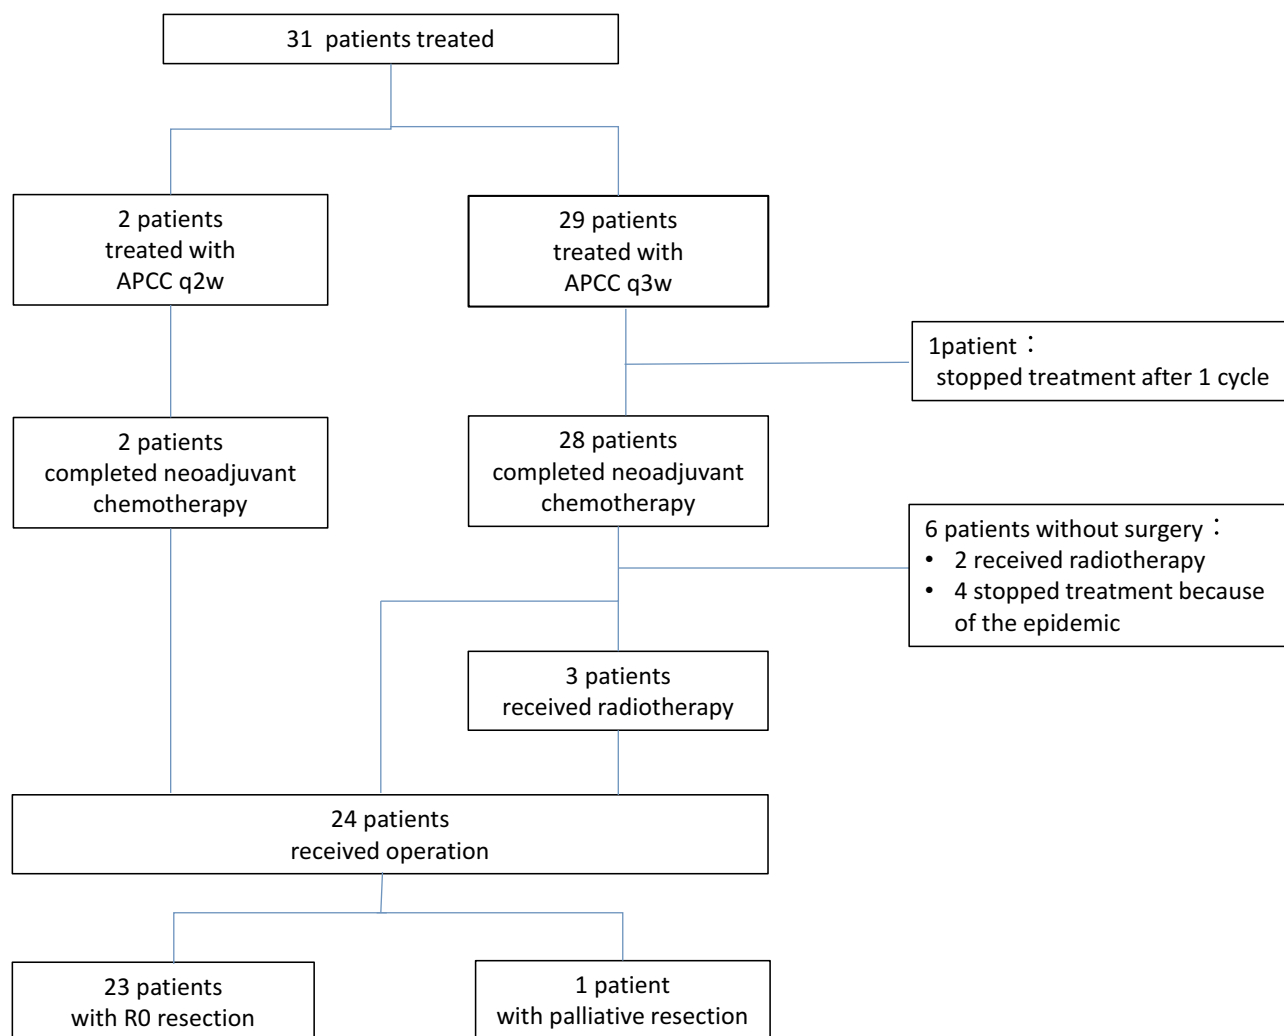 31 patients treated
2 patients
treated with
APCC q2w
29 patients
treated with
APCC q3w
1patient：
stopped treatment after 1 cycle
2 patients
completed neoadjuvant
chemotherapy
28 patients
completed neoadjuvant
chemotherapy
6 patients without surgery：
• 2 received radiotherapy
• 4 stopped treatment because
of the epidemic
3 patients
received radiotherapy
24 patients
received operation
23 patients
with R0 resection
1 patient
with palliative resection